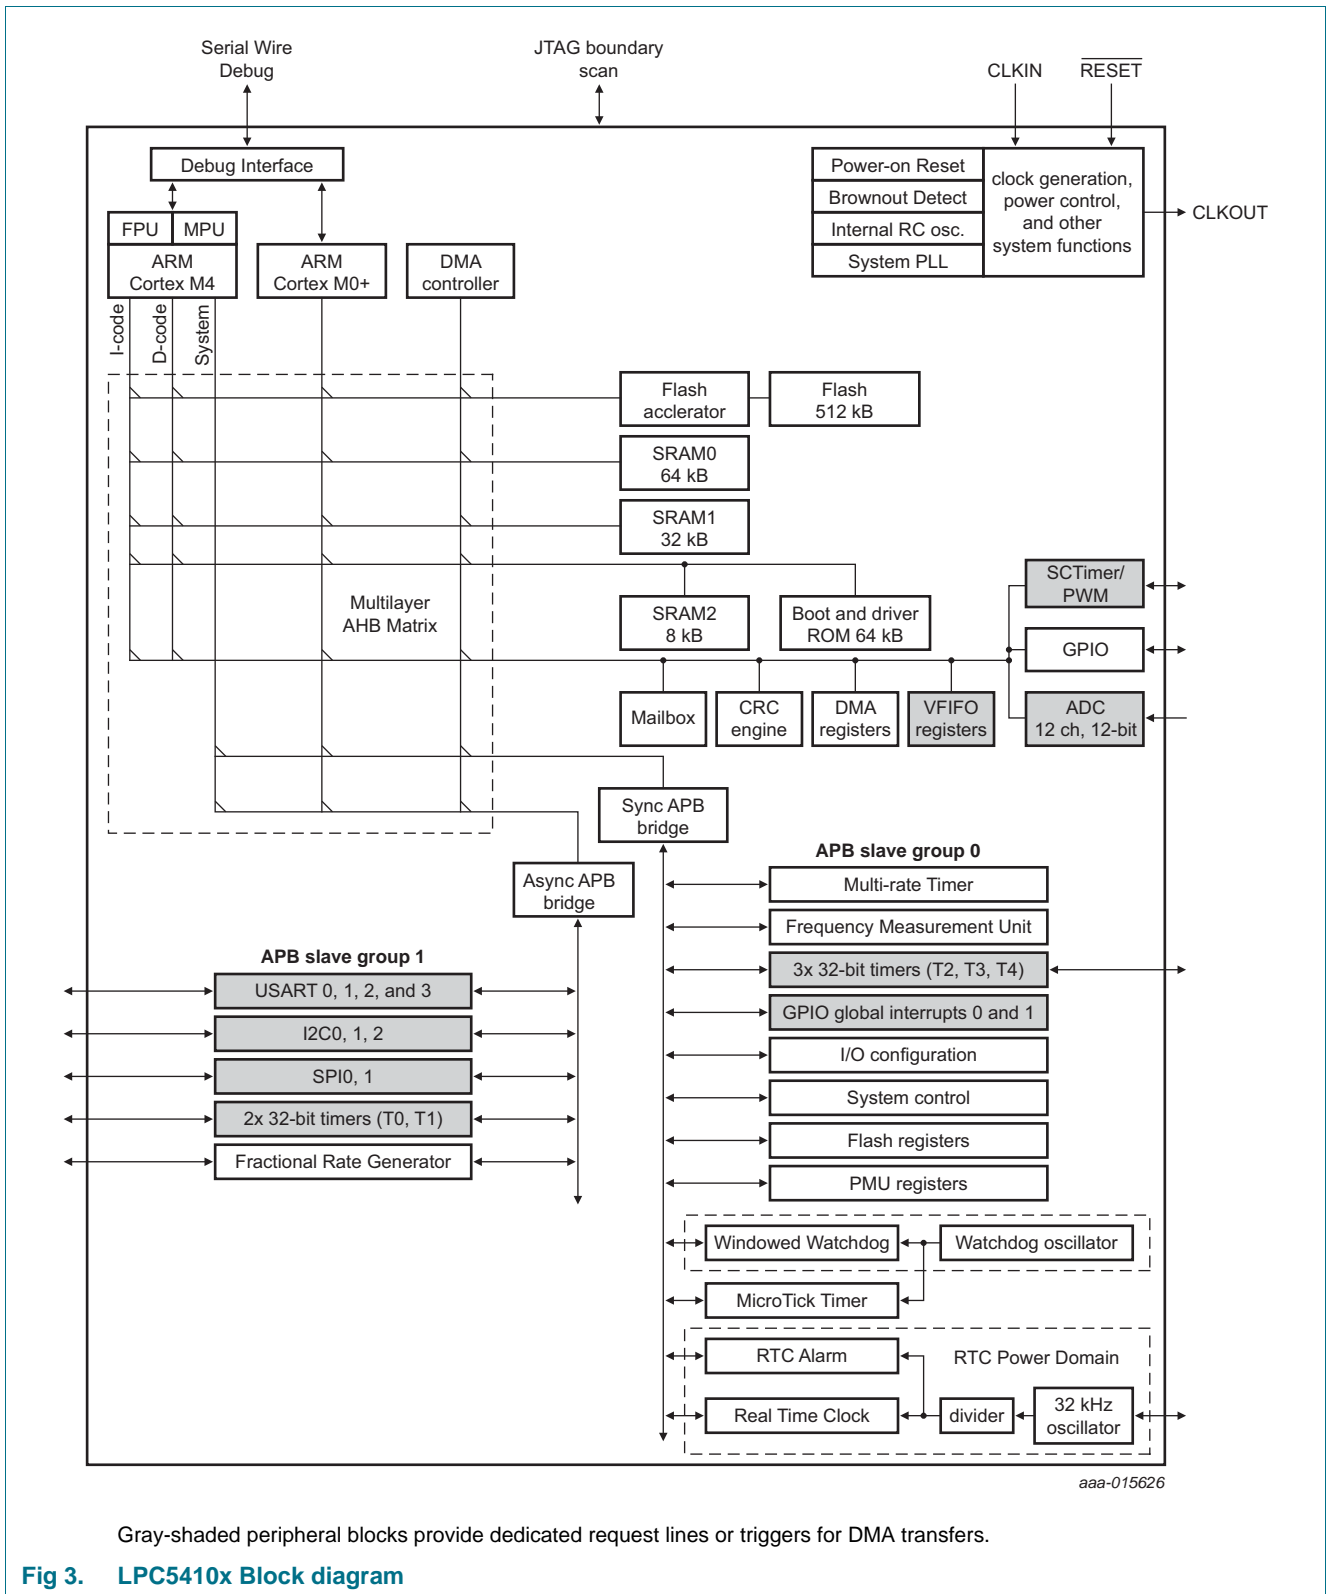 Serial Wire
Debug
JTAG boundary
scan
CLKIN
RESET
Debug Interface
Power-on Reset
Brownout Detect
Internal RC osc.
System PLL
clock generation,
power control,
and other
system functions
CLKOUT
FPU
MPU
ARM
Cortex M4
ARM
Cortex M0+
DMA
controller
I-code
D-code
System
Flash
acclerator
Flash
512 kB
SRAM0
64 kB
SRAM1
32 kB
Multilayer
AHB Matrix
SRAM2
8 kB
Boot and driver
ROM 64 kB
SCTimer/
PWM
GPIO
ADC
12 ch, 12-bit
Mailbox
CRC
engine
DMA
registers
VFIFO
registers
Sync APB
bridge
Async APB
bridge
APB slave group 0
Multi-rate Timer
Frequency Measurement Unit
3x 32-bit timers (T2, T3, T4)
GPIO global interrupts 0 and 1
I/O configuration
System control
Flash registers
PMU registers
APB slave group 1
USART 0, 1, 2, and 3
I2C0, 1, 2
SPI0, 1
2x 32-bit timers (T0, T1)
Fractional Rate Generator
Windowed Watchdog
Watchdog oscillator
MicroTick Timer
RTC Alarm
RTC Power Domain
Real Time Clock
divider
32 kHz
oscillator
aaa-015626
Gray-shaded peripheral blocks provide dedicated request lines or triggers for DMA transfers.
Fig 3. LPC5410x Block diagram